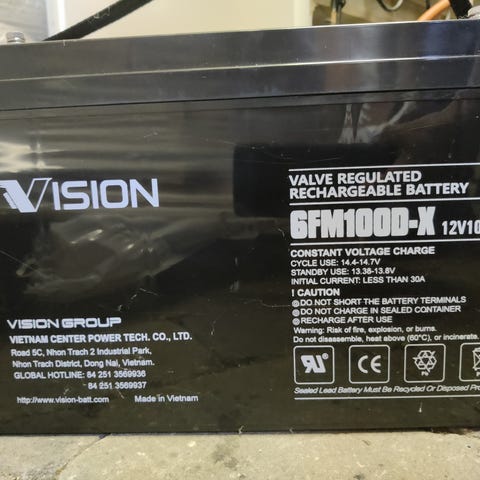 VISION
VALVE REGULATED
RECHARGEABLE BATTERY
6FM100D-X 12V10
CONSTANT VOLTAGE CHARGE
CYCLE USE: 14.4-14.7V
STANDBY USE: 13.38-13.8V
INITIAL CURRENT: LESS THAN 30A
! CAUTION
DO NOT SHORT THE BATTERY TERMINALS
DO NOT CHARGE IN SEALED CONTAINER
RECHARGE AFTER USE
Warning: Risk of fire, explosion, or burns.
Do not disassemble, heat above (60°C), or incinerate.
Pb
Sealed Lead Battery Must Be Recycled Or Disposed
VISION GROUP
VIETNAM CENTER POWER TECH. CO., LTD.
Road 5C, Nhon Trach 2 Industrial Park,
Nhon Trach District, Dong Nai, Vietnam.
GLOBAL HOTLINE: 84 251 3569936
84 251 3569937
http://www.vision-batt.com
Made in Vietnam